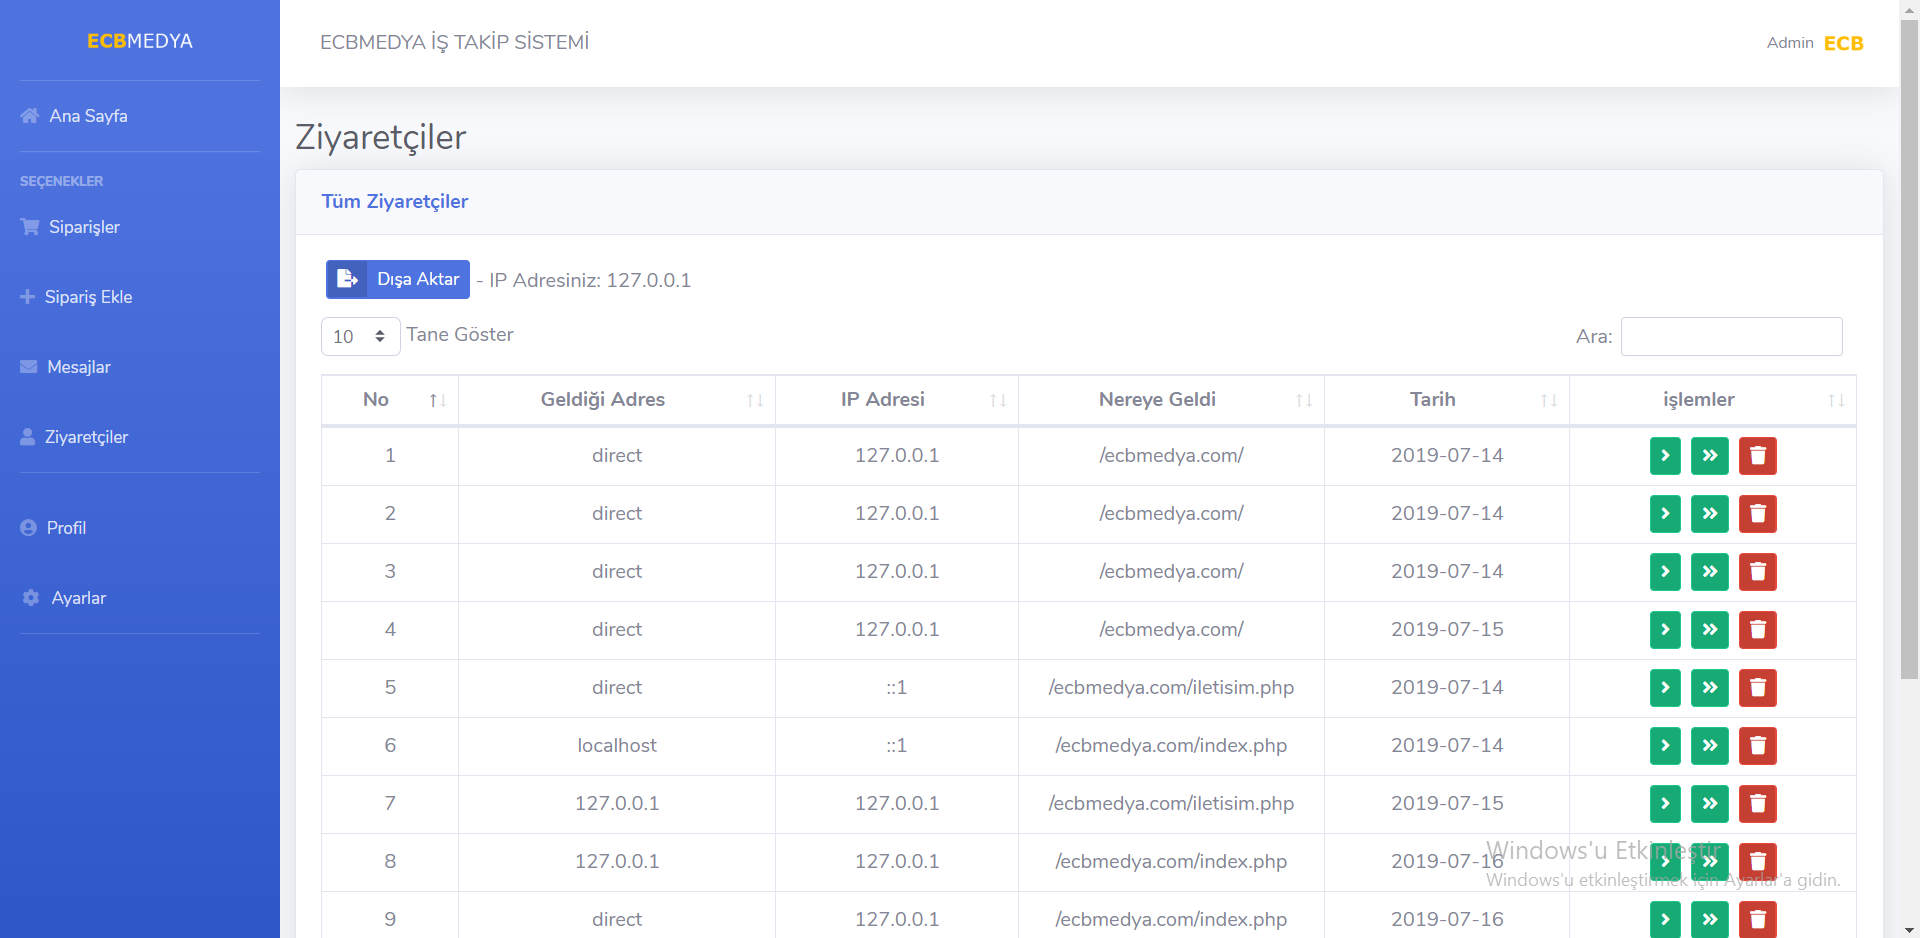 ECBMEDYA
ECBMEDYA İŞ TAKİP SİSTEMİ
Admin ECB
Ana Sayfa
SEÇENEKLER
Siparişler
Sipariş Ekle
Mesajlar
Ziyaretçiler
Profil
Ayarlar
Ziyaretçiler
Tüm Ziyaretçiler
Dışa Aktar - IP Adresiniz: 127.0.0.1
10 Tane Göster Ara:
No Geldiği Adres IP Adresi Nereye Geldi Tarih işlemler
1 direct 127.0.0.1 /ecbmedya.com/ 2019-07-14
2 direct 127.0.0.1 /ecbmedya.com/ 2019-07-14
3 direct 127.0.0.1 /ecbmedya.com/ 2019-07-14
4 direct 127.0.0.1 /ecbmedya.com/ 2019-07-15
5 direct ::1 /ecbmedya.com/iletisim.php 2019-07-14
6 localhost ::1 /ecbmedya.com/index.php 2019-07-14
7 127.0.0.1 127.0.0.1 /ecbmedya.com/iletisim.php 2019-07-15
8 127.0.0.1 127.0.0.1 /ecbmedya.com/index.php 2019-07-16
9 direct 127.0.0.1 /ecbmedya.com/index.php 2019-07-16
Windows'u Etkinleştir
Windows'u etkinleştirmek için Ayarlar'a gidin.